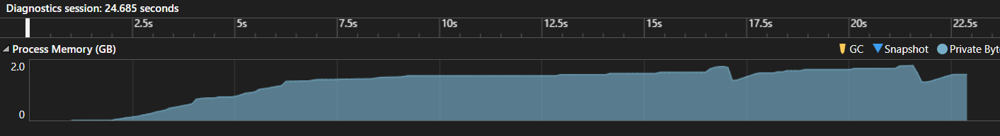 Diagnostics session: 24.685 seconds
2.5s 5s 7.5s 10s 12.5s 15s 17.5s 20s 22.5s
Process Memory (GB) GC Snapshot Private Byt
2.0
0